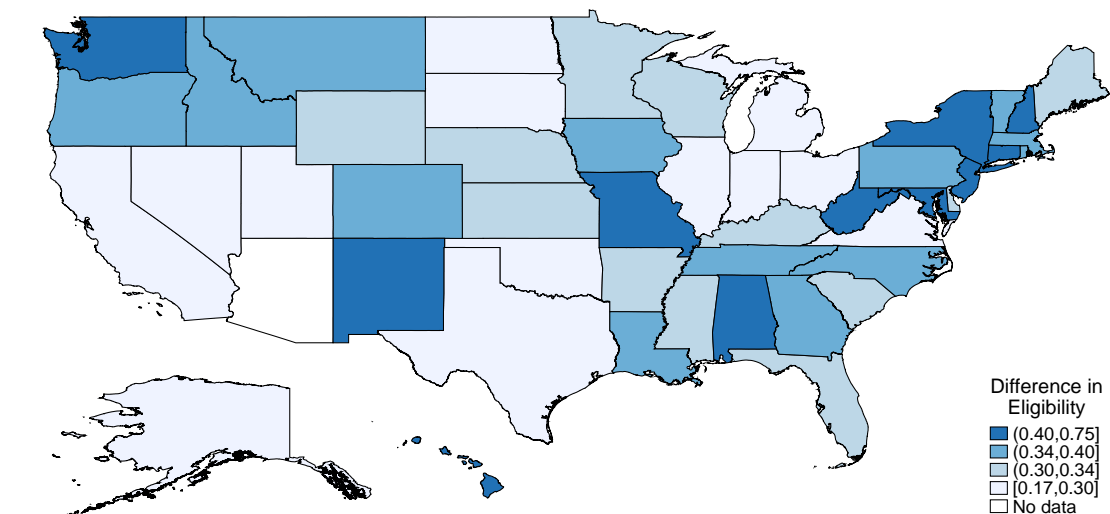 Difference in
Eligibility
(0.40,0.75]
(0.34,0.40]
(0.30,0.34]
[0.17,0.30]
No data